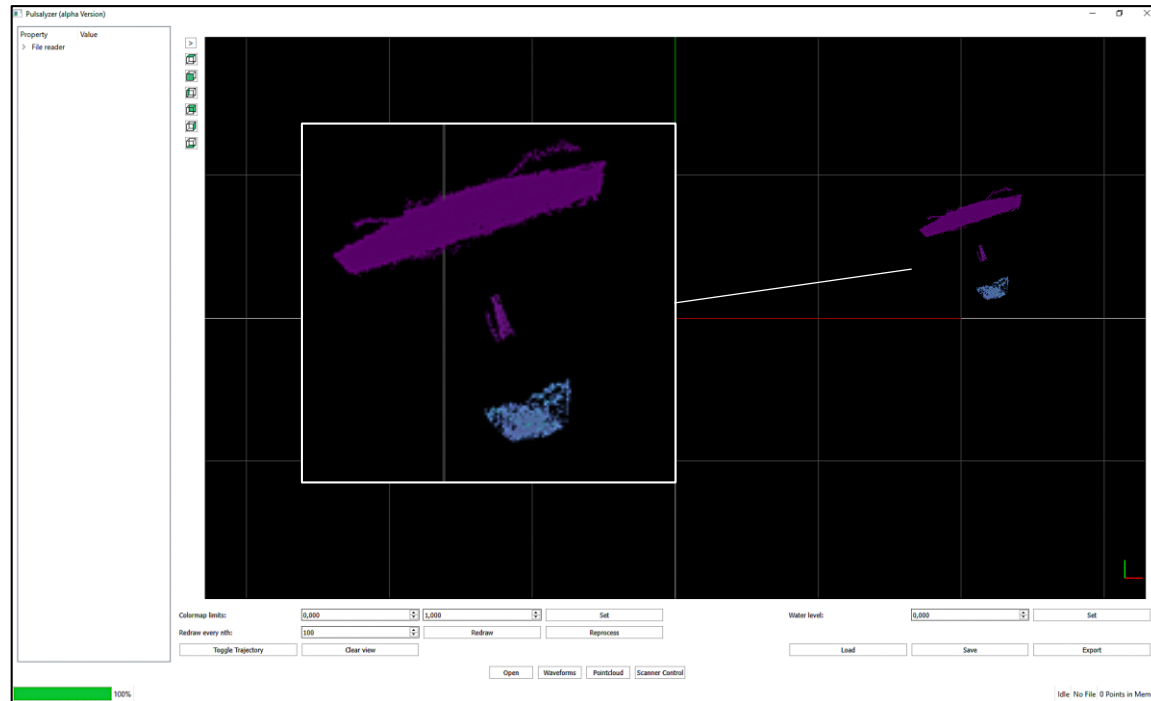 Pulsalyzer (alpha Version)
Property Value
> File reader
>
Colormap limits: 0,000 1,000 Set Water level: 0,000 Set
Redraw every nth: 100 Redraw Reprocess
Toggle Trajectory Clear view Load Save Export
Open Waveforms Pointcloud Scanner Control
100% Idle No File 0 Points in Mem